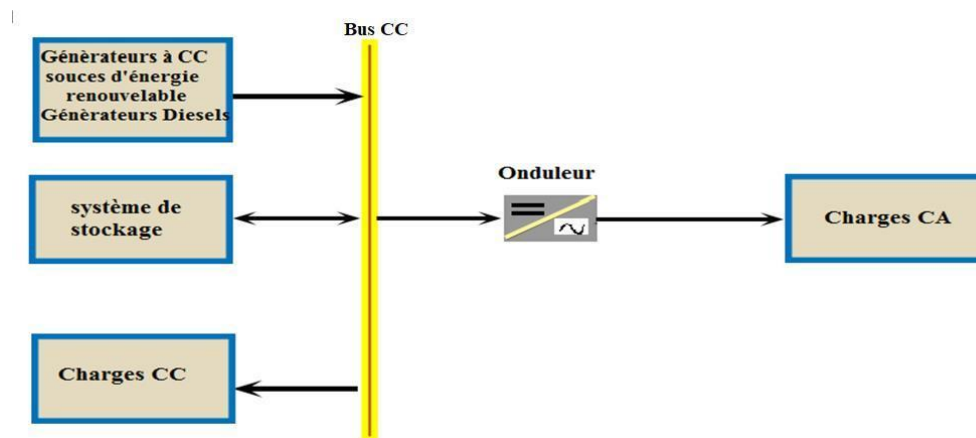 Bus CC
Génèrateurs à CC
souces d'énergie
renouvelable
Génèrateurs Diesels
Onduleur
système de
stockage
Charges CA
Charges CC